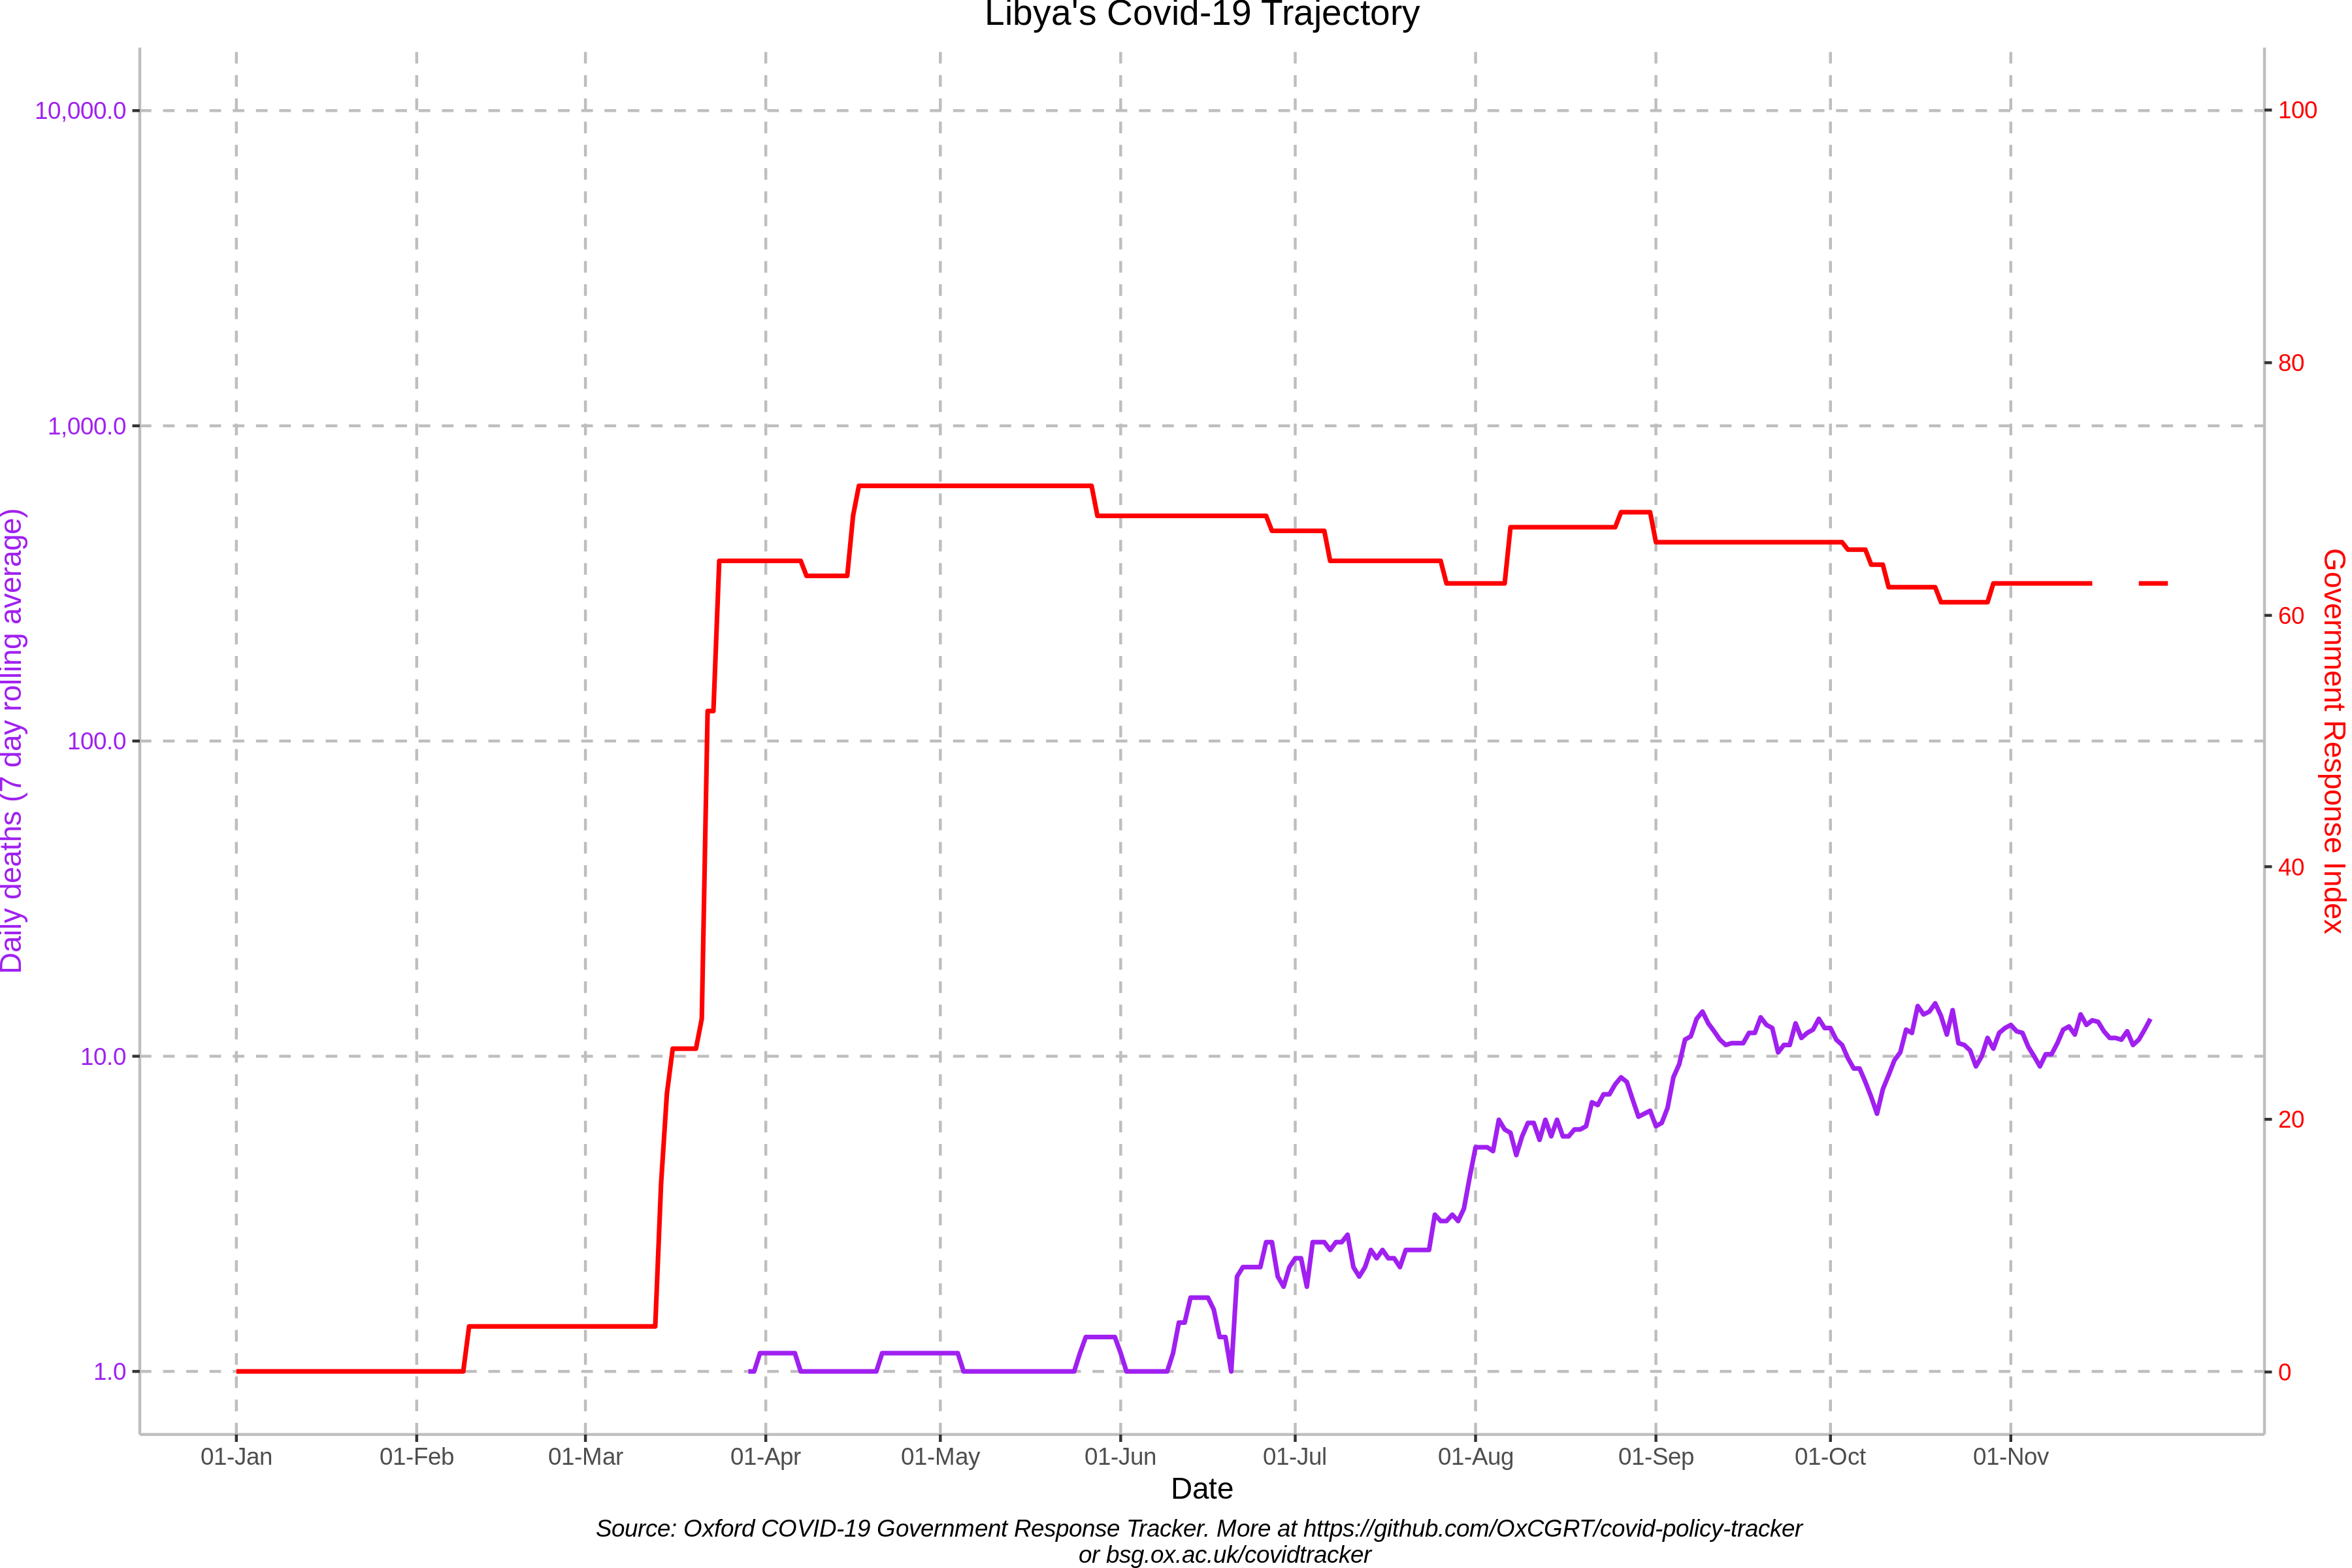 Libya's Covid-19 Trajectory
10,000.0
1,000.0
100.0
10.0
1.0
Daily deaths (7 day rolling average)
100
80
60
40
20
0
Government Response Index
01-Jan
01-Feb
01-Mar
01-Apr
01-May
01-Jun
01-Jul
01-Aug
01-Sep
01-Oct
01-Nov
Date
Source: Oxford COVID-19 Government Response Tracker. More at https://github.com/OxCGRT/covid-policy-tracker
or bsg.ox.ac.uk/covidtracker